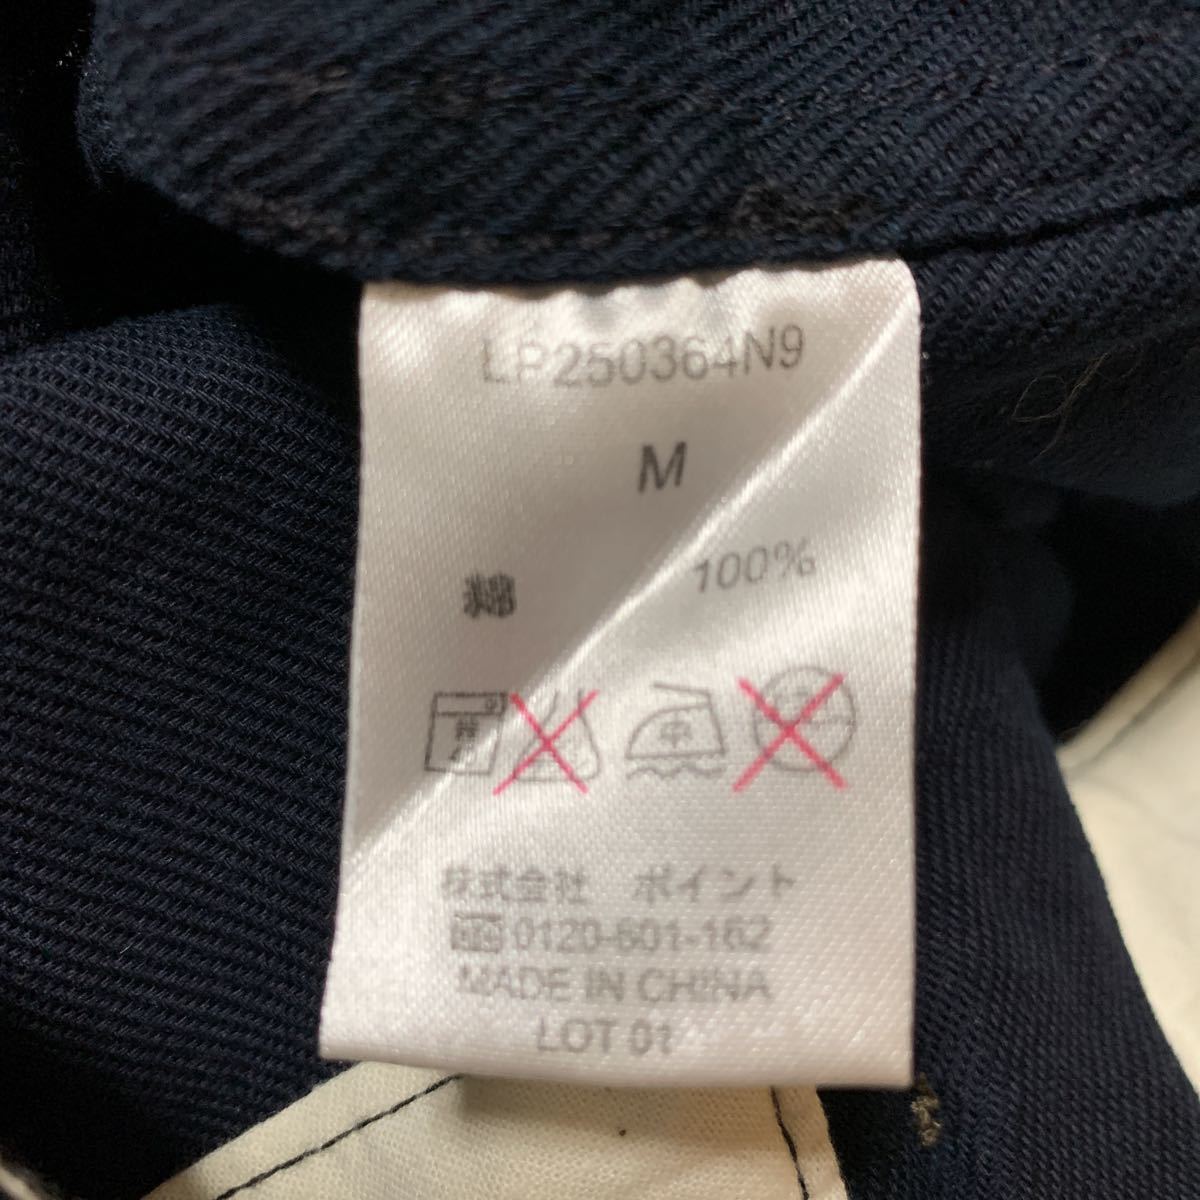 LP250364N9
M
綿 100%
中
株式会社 ポイント
0120-601-162
MADE IN CHINA
LOT 01